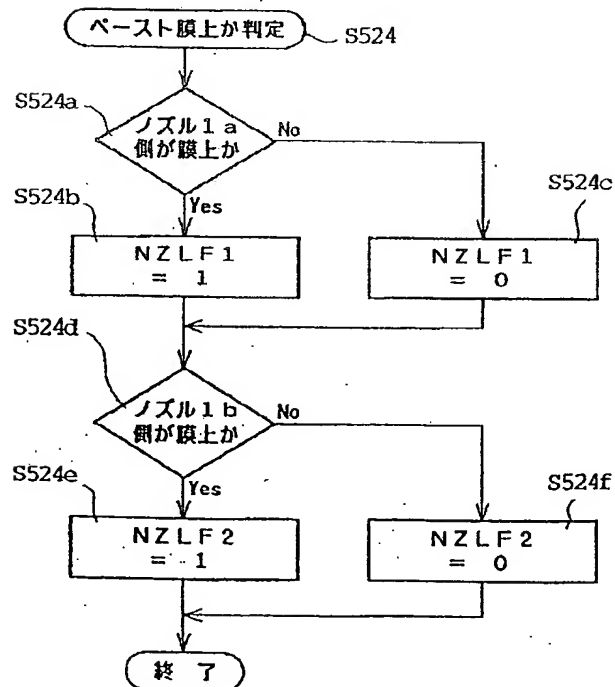 ペースト膜上か判定
S524
S524a
ノズル1a
側が膜上か
No
Yes
S524b
NZLF1
= 1
S524c
NZLF1
= 0
S524d
ノズル1b
側が膜上か
No
Yes
S524e
NZLF2
= 1
S524f
NZLF2
= 0
終了